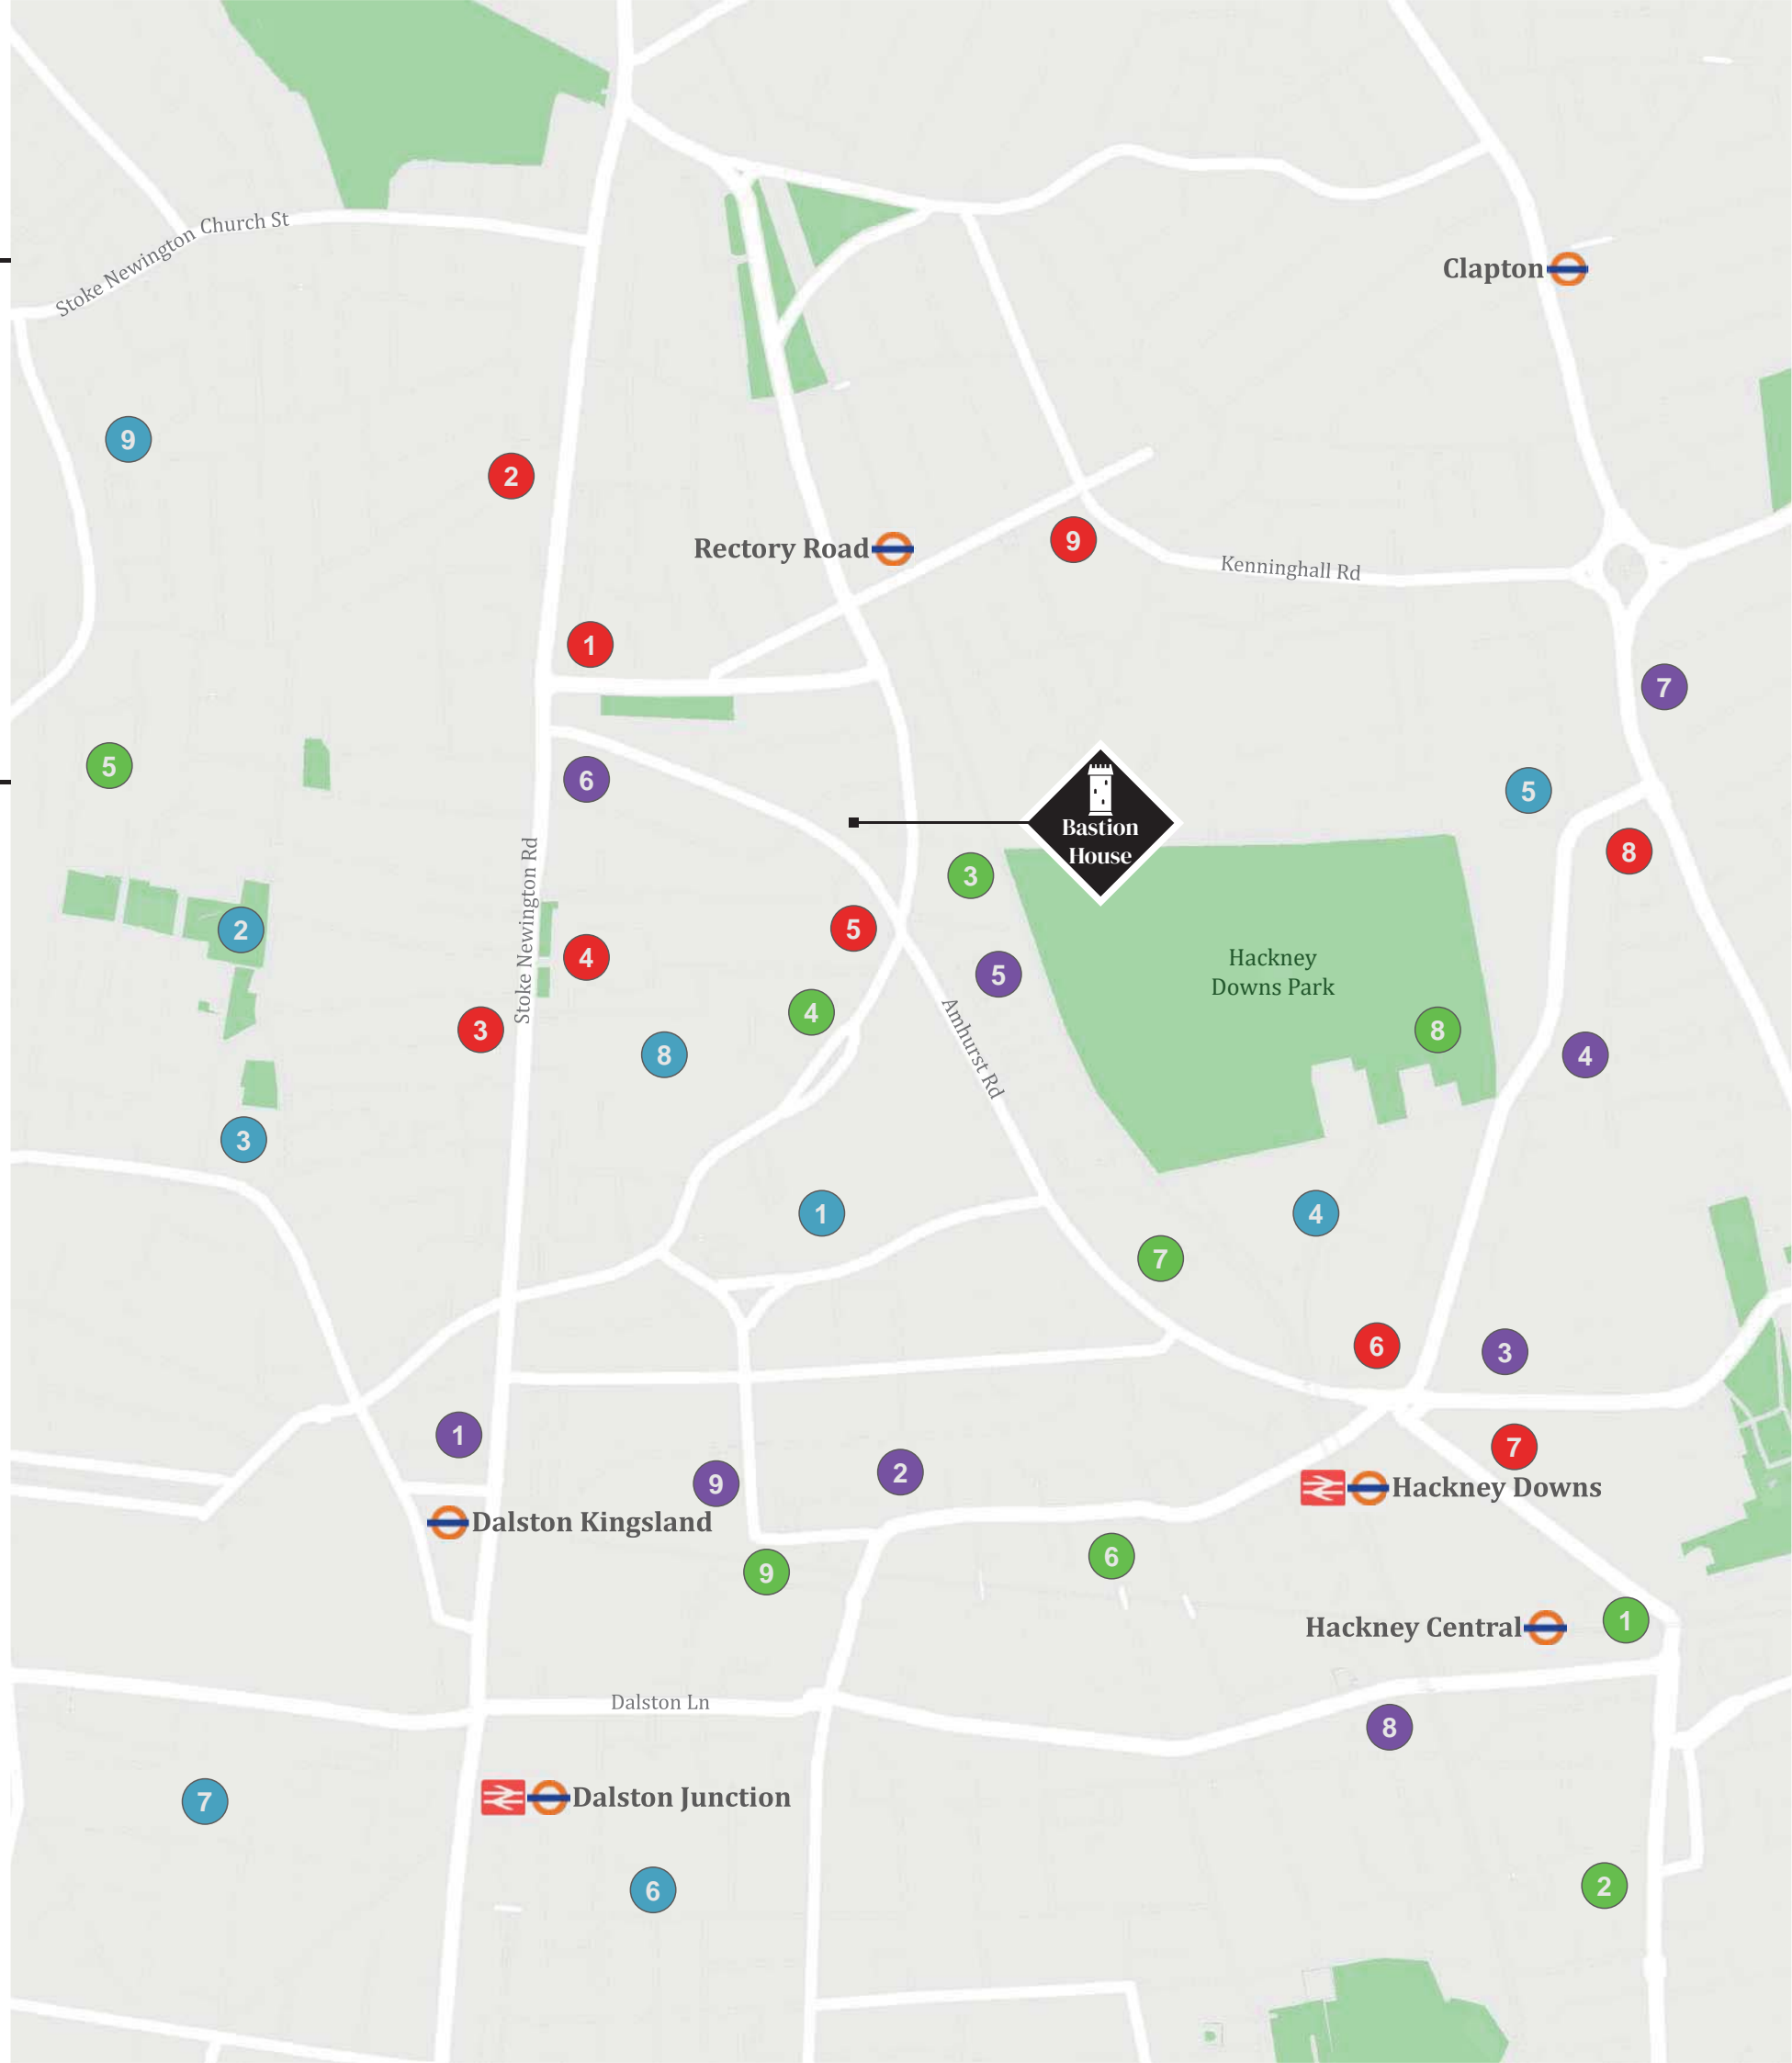 Stoke Newington Church St
Clapton
9
2
Rectory Road
9
Kenninghall Rd
1
7
5
6
5
Bastion
House
8
3
2
5
4
Stoke Newington Rd
Hackney
Downs Park
5
4
3
8
Amhurst Rd
8
4
3
1
4
7
6
3
1
7
2
9
Hackney Downs
Dalston Kingsland
6
9
1
Hackney Central
Dalston Ln
8
Dalston Junction
7
2
6